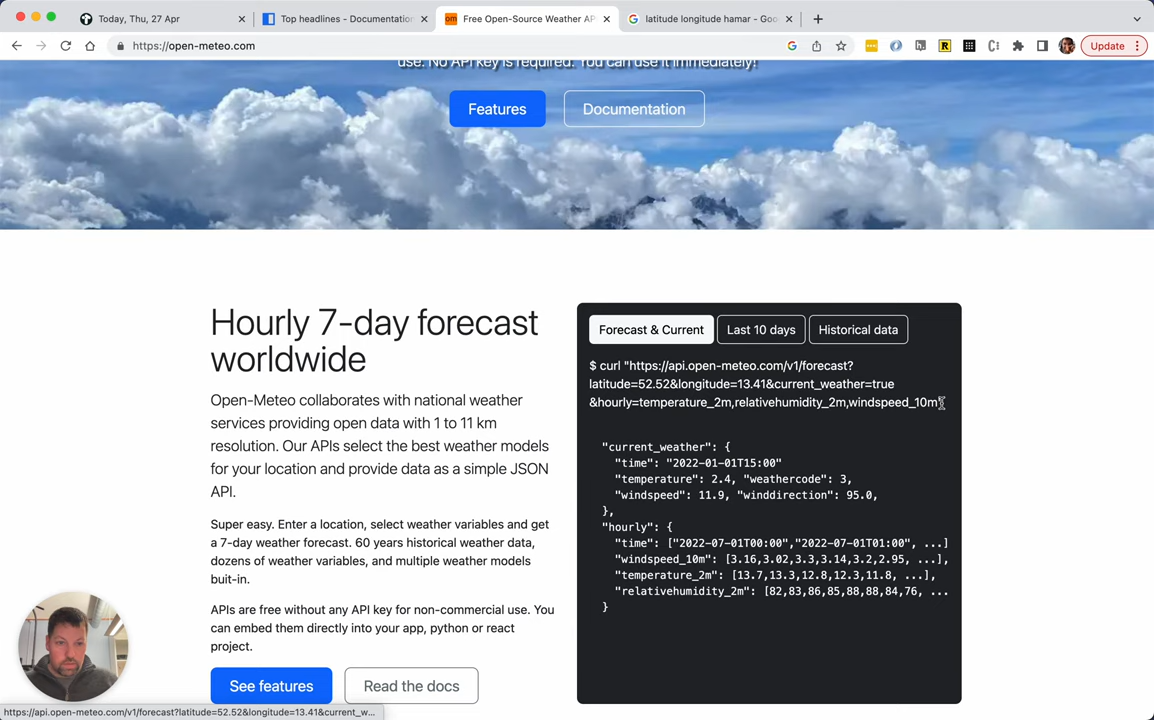 Today, Thu, 27 Apr
Top headlines - Documentation
Free Open-Source Weather AP
latitude longitude hamar - Goo
https://open-meteo.com
Update
use. No API key is required. You can use it immediately!
Features
Documentation
Hourly 7-day forecast
worldwide
Open-Meteo collaborates with national weather
services providing open data with 1 to 11 km
resolution. Our APIs select the best weather models
for your location and provide data as a simple JSON
API.
Super easy. Enter a location, select weather variables and get
a 7-day weather forecast. 60 years historical weather data,
dozens of weather variables, and multiple weather models
buit-in.
APIs are free without any API key for non-commercial use. You
can embed them directly into your app, python or react
project.
See features
Read the docs
Forecast & Current
Last 10 days
Historical data
$ curl "https://api.open-meteo.com/v1/forecast?
latitude=52.52&longitude=13.41&current_weather=true
&hourly=temperature_2m,relativehumidity_2m,windspeed_10m"
"current_weather": {
"time": "2022-01-01T15:00"
"temperature": 2.4, "weathercode": 3,
"windspeed": 11.9, "winddirection": 95.0,
},
"hourly": {
"time": ["2022-07-01T00:00","2022-07-01T01:00", ...]
"windspeed_10m": [3.16,3.02,3.3,3.14,3.2,2.95, ...],
"temperature_2m": [13.7,13.3,12.8,12.3,11.8, ...],
"relativehumidity_2m": [82,83,86,85,88,88,84,76, ...
}
https://api.open-meteo.com/v1/forecast?latitude=52.52&longitude=13.41&current_w...